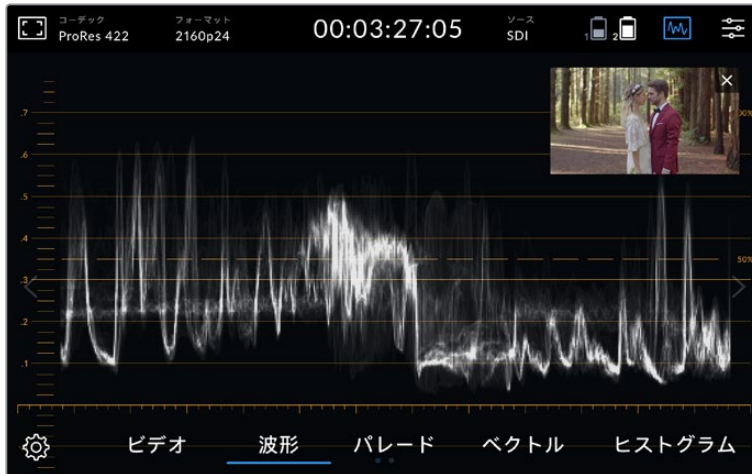 コーデック
ProRes 422
フォーマット
2160p24
00:03:27:05
ソース
SDI
1
2
.7
.6
.5
.4
.3
.2
.1
50%
ビデオ
波形
パレード
ベクトル
ヒストグラム